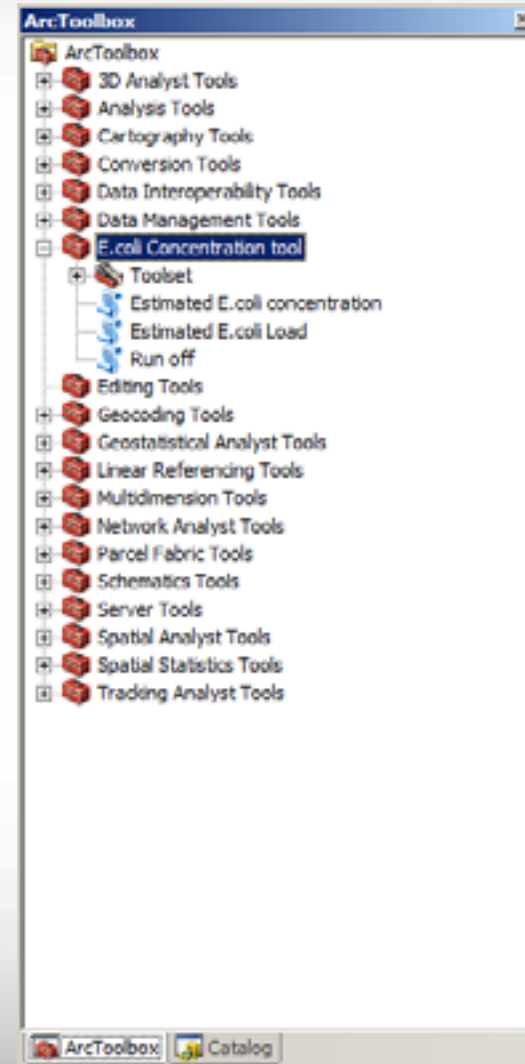 ArcToolbox
ArcToolbox
3D Analyst Tools
Analysis Tools
Cartography Tools
Conversion Tools
Data Interoperability Tools
Data Management Tools
E.coli Concentration tool
Toolset
Estimated E.coli concentration
Estimated E.coli Load
Run off
Editing Tools
Geocoding Tools
Geostatistical Analyst Tools
Linear Referencing Tools
Multidimension Tools
Network Analyst Tools
Parcel Fabric Tools
Schematics Tools
Server Tools
Spatial Analyst Tools
Spatial Statistics Tools
Tracking Analyst Tools
ArcToolbox Catalog